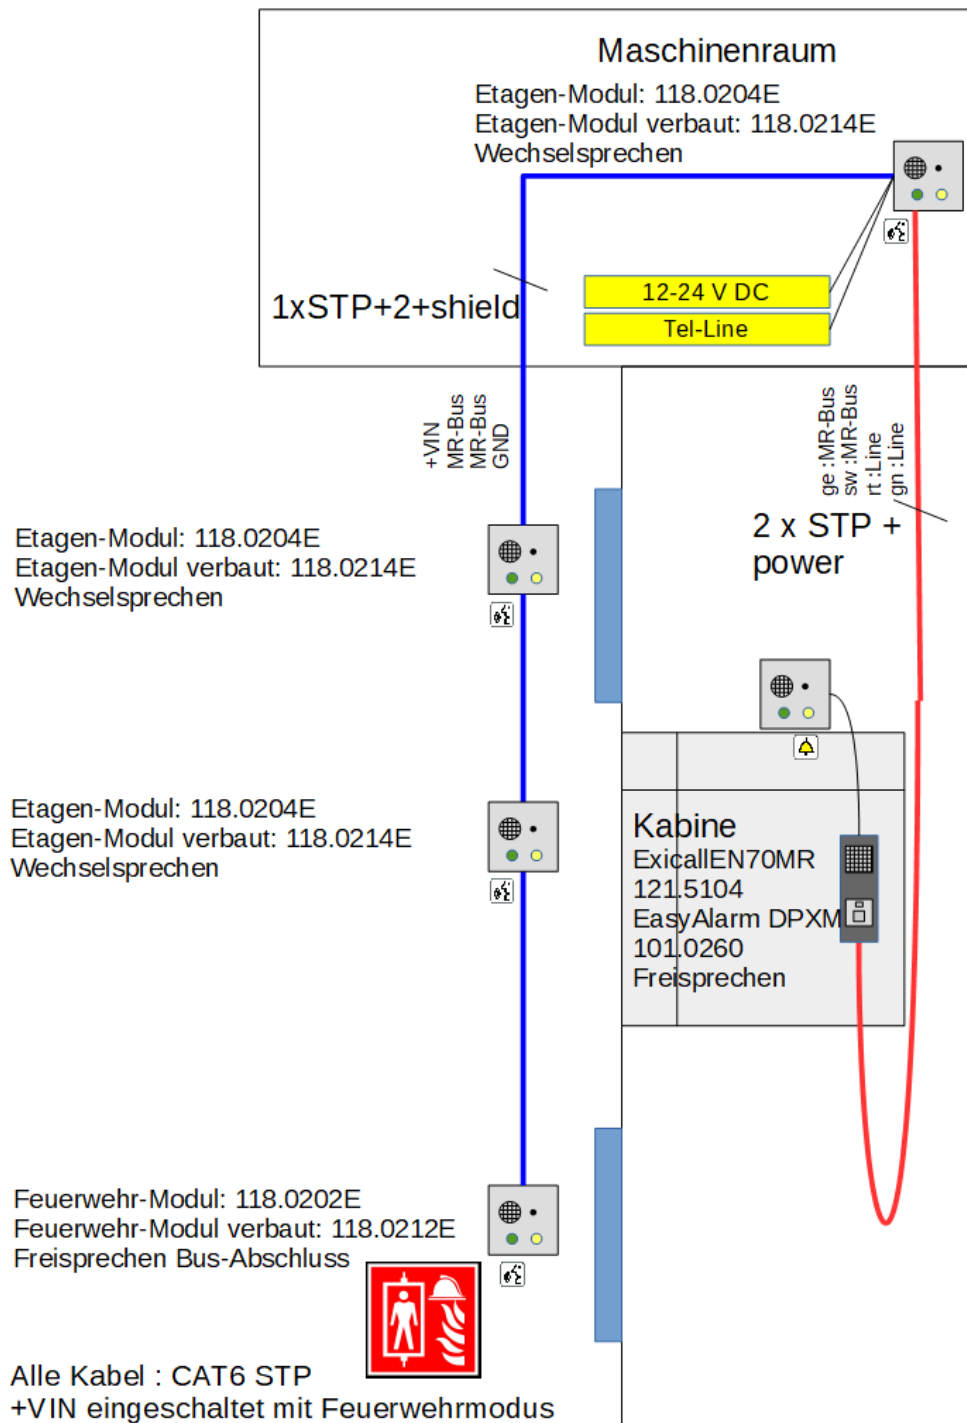 Maschinenraum
Etagen-Modul: 118.0204E
Etagen-Modul verbaut: 118.0214E
Wechselsprechen
12-24 V DC
Tel-Line
1xSTP+2+shield
+VIN
MR-Bus
MR-Bus
GND
ge :MR-Bus
sw :MR-Bus
rt :Line
gn :Line
2 x STP +
power
Etagen-Modul: 118.0204E
Etagen-Modul verbaut: 118.0214E
Wechselsprechen
Etagen-Modul: 118.0204E
Etagen-Modul verbaut: 118.0214E
Wechselsprechen
Kabine
ExicallEN70MR
121.5104
EasyAlarm DPXM
101.0260
Freisprechen
Feuerwehr-Modul: 118.0202E
Feuerwehr-Modul verbaut: 118.0212E
Freisprechen Bus-Abschluss
Alle Kabel : CAT6 STP
+VIN eingeschaltet mit Feuerwehrmodus